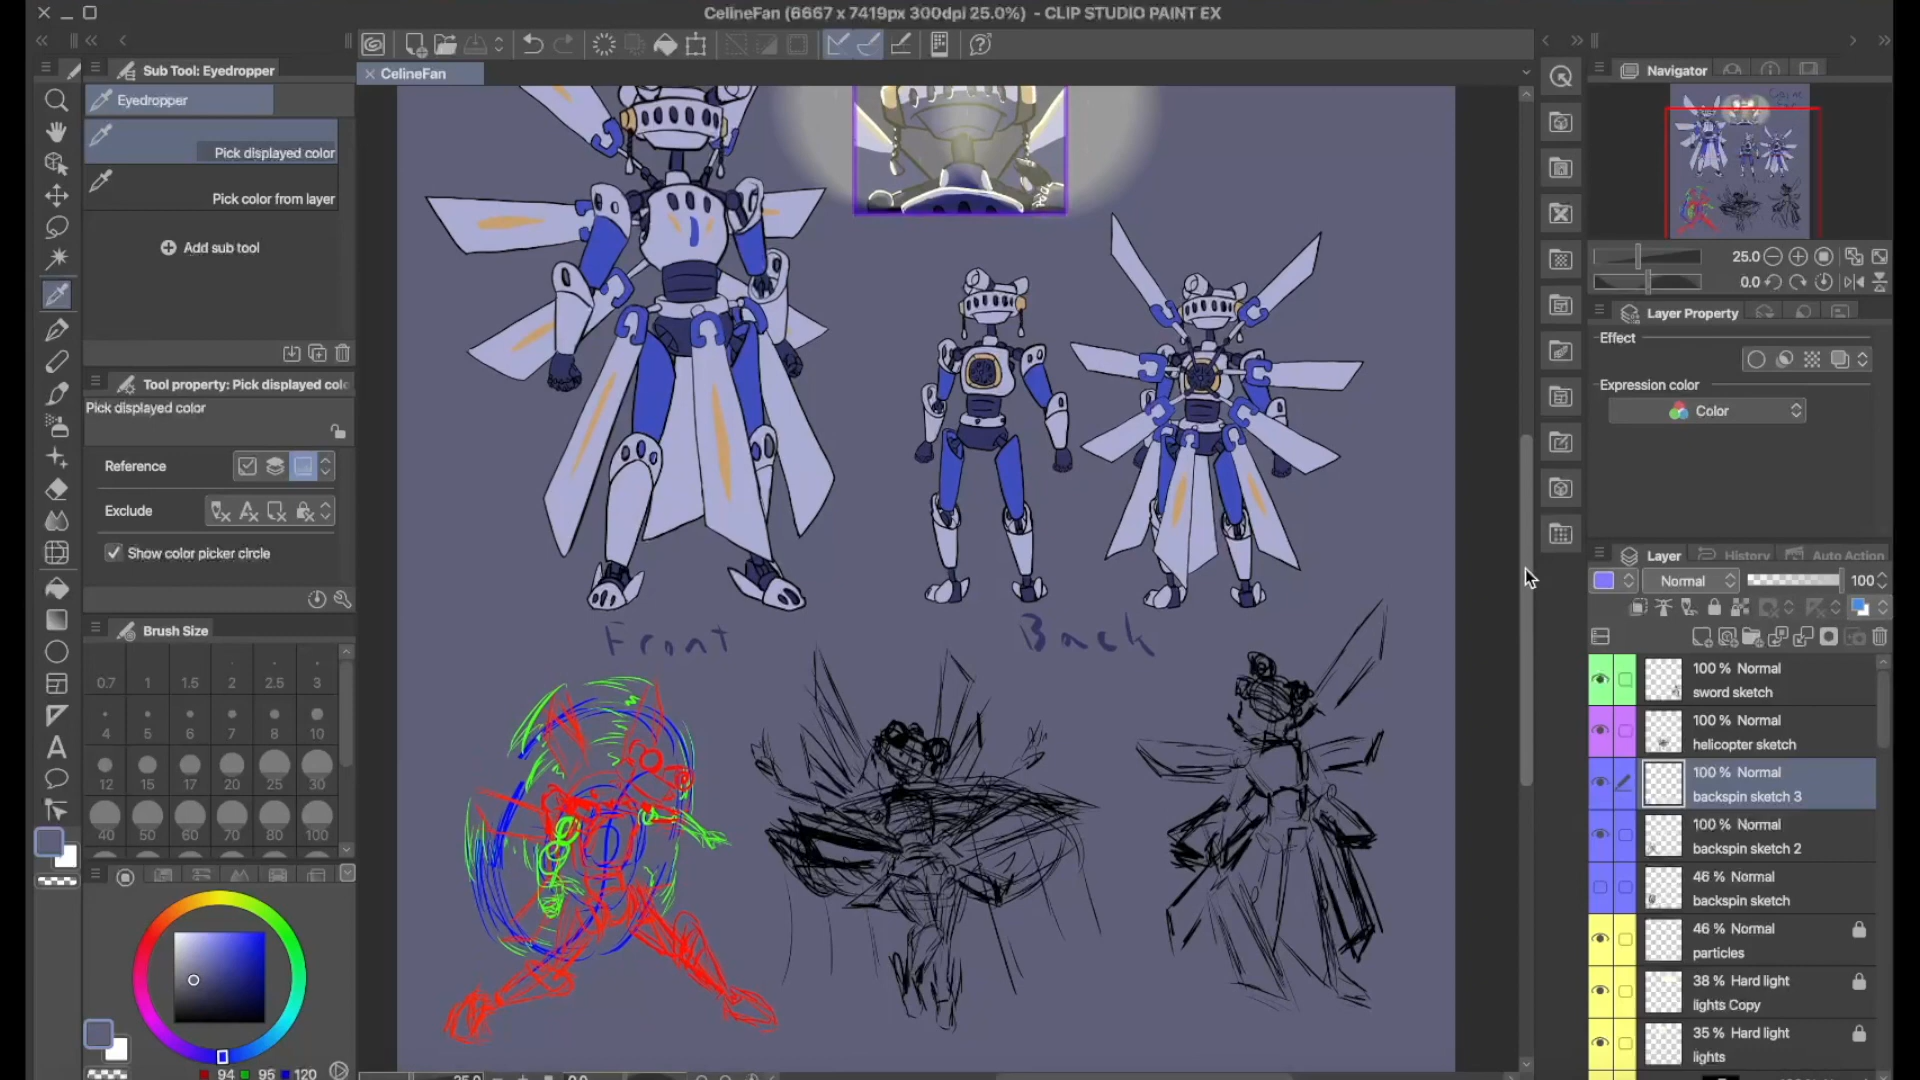 CelineFan (6667 x 7419px 300dpi 25.0%) - CLIP STUDIO PAINT EX
Sub Tool: Eyedropper
CelineFan
Navigator
Eyedropper
Pick displayed color
Pick color from layer
Add sub tool
25.0
0.0
Layer Property
Effect
Expression color
Color
Tool property: Pick displayed colo
Pick displayed color
Reference
Exclude
Show color picker circle
Layer
History
Auto Action
Normal
100
Brush Size
0.7 1 1.5 2 2.5 3
4 5 6 7 8 10
12 15 17 20 25 30
40 50 60 70 80 100
Front
Back
100 % Normal
sword sketch
100 % Normal
helicopter sketch
100 % Normal
backspin sketch 3
100 % Normal
backspin sketch 2
46 % Normal
backspin sketch
46 % Normal
particles
38 % Hard light
lights Copy
35 % Hard light
lights
94 95 120
25.0
0.0